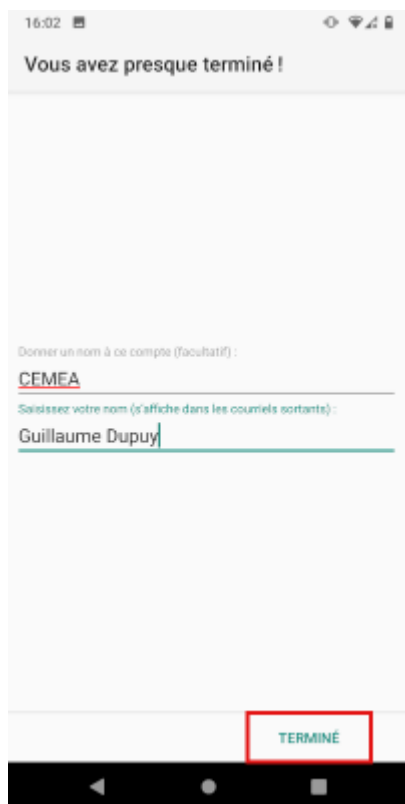 16:02
Vous avez presque terminé !
Donner un nom à ce compte (facultatif) :
CEMEA
Saisissez votre nom (s'affiche dans les courriels sortants) :
Guillaume Dupuy
TERMINÉ